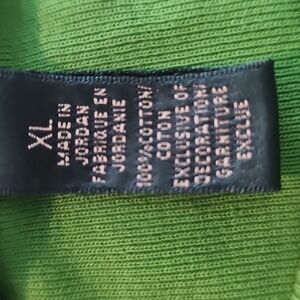 XL
MADE IN
JORDAN
FABRIQUE EN
JORDANIE
100%COTTON/
COTON
EXCLUSIVE OF
DECORATION/
GARNITURE
EXCLUE